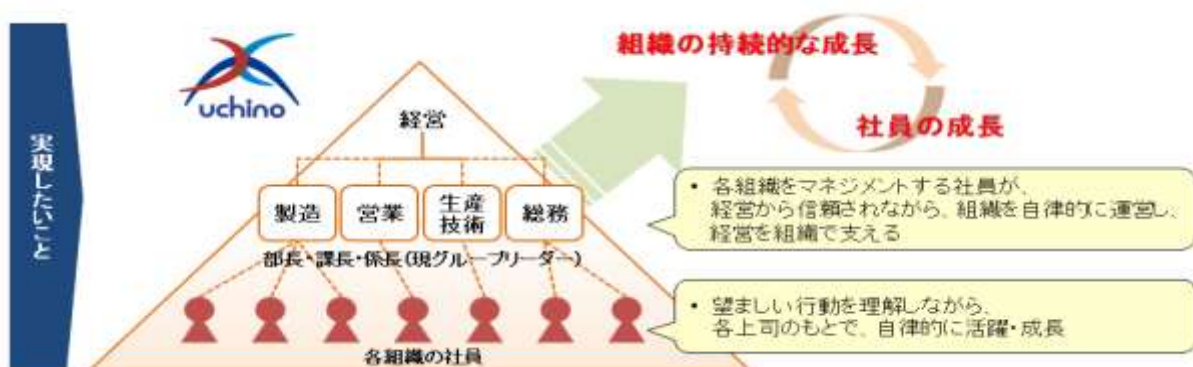 実現したいこと
uchino
組織の持続的な成長
社員の成長
経営
製造
営業
生産
技術
総務
部長・課長・係長(現グループリーダー)
各組織の社員
• 各組織をマネジメントする社員が、
経営から信頼されながら、組織を自律的に運営し、
経営を組織で支える
• 望ましい行動を理解しながら、
各上司のもとで、自律的に活躍・成長